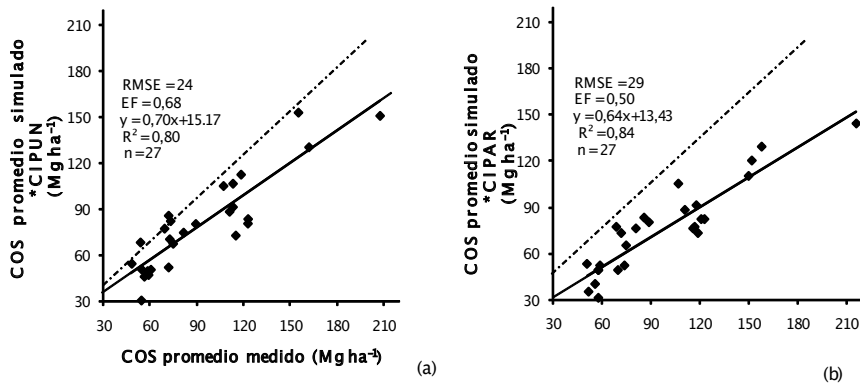 COS promedio simulado
*CIPUN
(Mg ha⁻¹)
210
180
150
120
90
60
30
RMSE =24
EF =0,68
y =0,70x+15.17
R² =0,80
n=27
30 60 90 120 150 180 210
COS promedio medido (Mg ha⁻¹)
(a)
COS promedio simulado
*CIPAR
(Mg ha⁻¹)
210
180
150
120
90
60
30
RMSE =29
EF =0,50
y =0,64x+13,43
R² =0,84
n=27
30 60 90 120 150 180 210
(b)